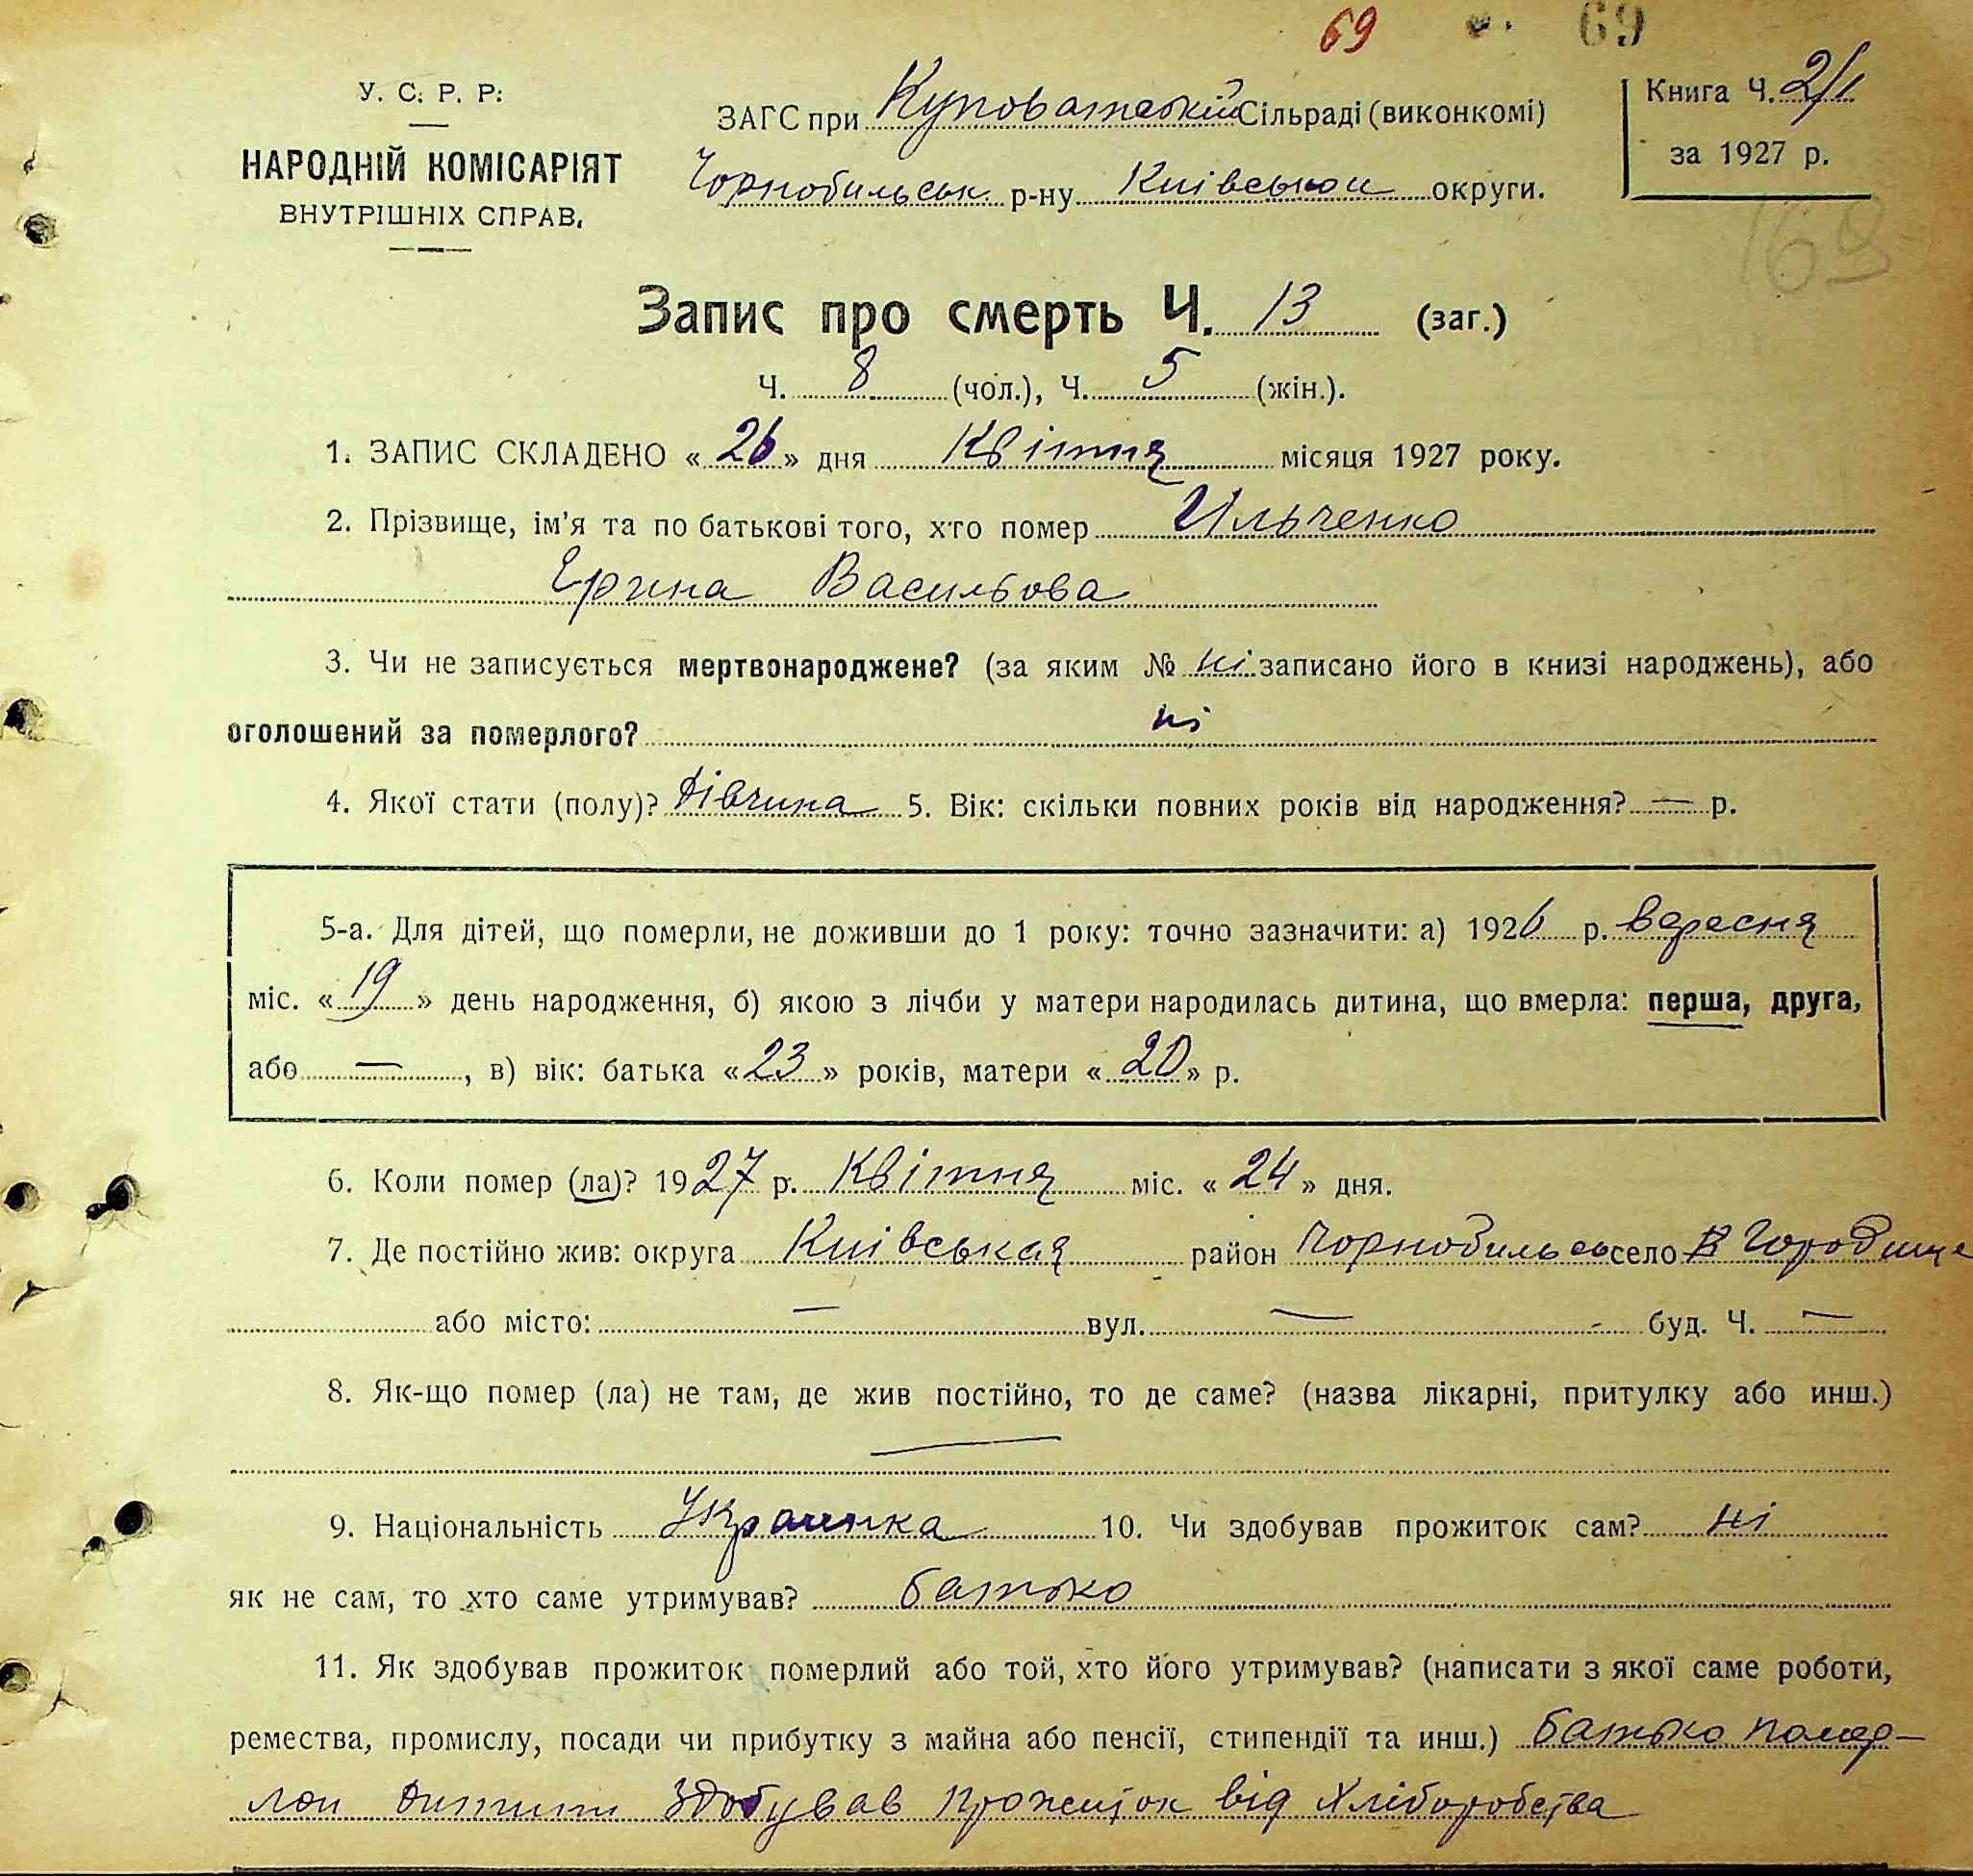 69 69
У. С. Р. Р.
НАРОДНІЙ КОМІСАРІЯТ
ВНУТРІШНІХ СПРАВ.
ЗАГС при Куповатській Сільраді (виконкомі)
Чорнобильськ. р-ну Київськои округи.
Книга Ч. 2/1
за 1927 р.
69
Запис про смерть Ч. 13 (заг.)
Ч. 8 (чол.), Ч. 5 (жін.).
1. ЗАПИС СКЛАДЕНО « 26 » дня Квітня місяця 1927 року.
2. Прізвище, ім'я та по батькові того, хто помер Ильченко
Ерина Васильова
3. Чи не записується мертвонароджене? (за яким № ні записано його в книзі народжень), або
оголошений за померлого? ні
4. Якої стати (полу)? Дівчина 5. Вік: скільки повних років від народження? — р.
5-а. Для дітей, що померли, не доживши до 1 року: точно зазначити: а) 1926 р. вересня
міс. « 19 » день народження, б) якою з лічби у матери народилась дитина, що вмерла: перша, друга,
або — , в) вік: батька « 23 » років, матери « 20 » р.
6. Коли помер (ла)? 1927 р. Квітня міс. « 24 » дня.
7. Де постійно жив: округа Київськая район Чорнобильсь село В Городище
або місто: — вул. — буд. Ч. —
8. Як-що помер (ла) не там, де жив постійно, то де саме? (назва лікарні, притулку або инш.)
—
9. Національність Украинка 10. Чи здобував прожиток сам? ні
як не сам, то хто саме утримував? батько
11. Як здобував прожиток померлий або той, хто його утримував? (написати з якої саме роботи,
ремества, промислу, посади чи прибутку з майна або пенсії, стипендії та инш.) батько помер-
лои дитини здобував прожиток від хліборобства